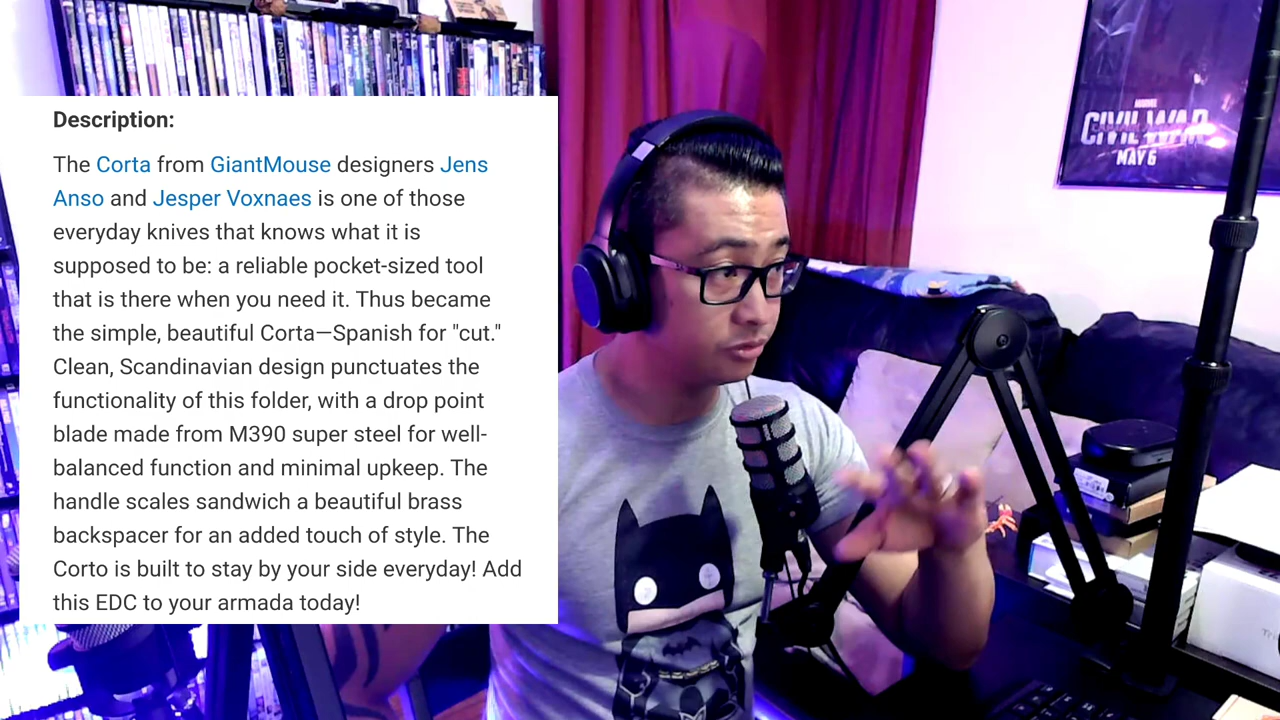 Description:
The Corta from GiantMouse designers Jens
Anso and Jesper Voxnaes is one of those
everyday knives that knows what it is
supposed to be: a reliable pocket-sized tool
that is there when you need it. Thus became
the simple, beautiful Corta—Spanish for "cut."
Clean, Scandinavian design punctuates the
functionality of this folder, with a drop point
blade made from M390 super steel for well-
balanced function and minimal upkeep. The
handle scales sandwich a beautiful brass
backspacer for an added touch of style. The
Corto is built to stay by your side everyday! Add
this EDC to your armada today!
MARVEL
CIVIL WAR
MAY 6